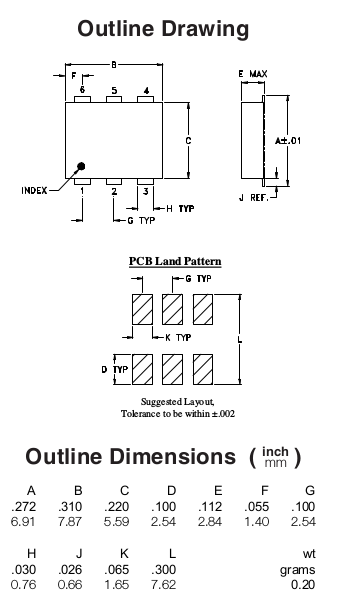 Outline Drawing
B
F
E MAX
6 5 4
C
A±.01
INDEX
1 2 3
H TYP
J REF.
G TYP
PCB Land Pattern
G TYP
K TYP
L
D TYP
Suggested Layout,
Tolerance to be within ±.002
Outline Dimensions ( inch
mm )
A B C D E F G
.272 .310 .220 .100 .112 .055 .100
6.91 7.87 5.59 2.54 2.84 1.40 2.54
H J K L wt
.030 .026 .065 .300 grams
0.76 0.66 1.65 7.62 0.20